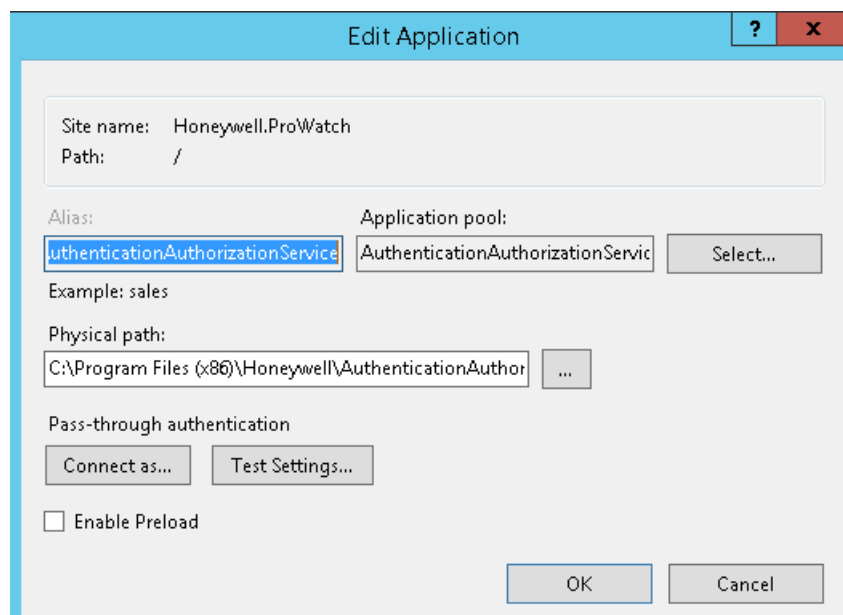 Edit Application
?
x
Site name: Honeywell.ProWatch
Path: /
Alias:
Application pool:
uthenticationAuthorizationService
AuthenticationAuthorizationServic
Select...
Example: sales
Physical path:
C:\Program Files (x86)\Honeywell\AuthenticationAuthor
...
Pass-through authentication
Connect as...
Test Settings...
Enable Preload
OK
Cancel